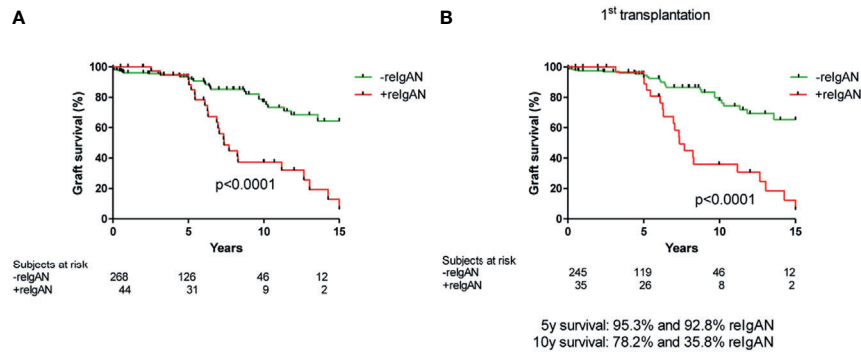 A
100
80
60
40
20
0
Graft survival (%)
-reIgAN
+reIgAN
p<0.0001
0 5 10 15
Years
Subjects at risk
-reIgAN 268 126 46 12
+reIgAN 44 31 9 2
B
1st transplantation
100
80
60
40
20
0
Graft survival (%)
-reIgAN
+reIgAN
p<0.0001
0 5 10 15
Years
Subjects at risk
-reIgAN 245 119 46 12
+reIgAN 35 26 8 2
5y survival: 95.3% and 92.8% reIgAN
10y survival: 78.2% and 35.8% reIgAN